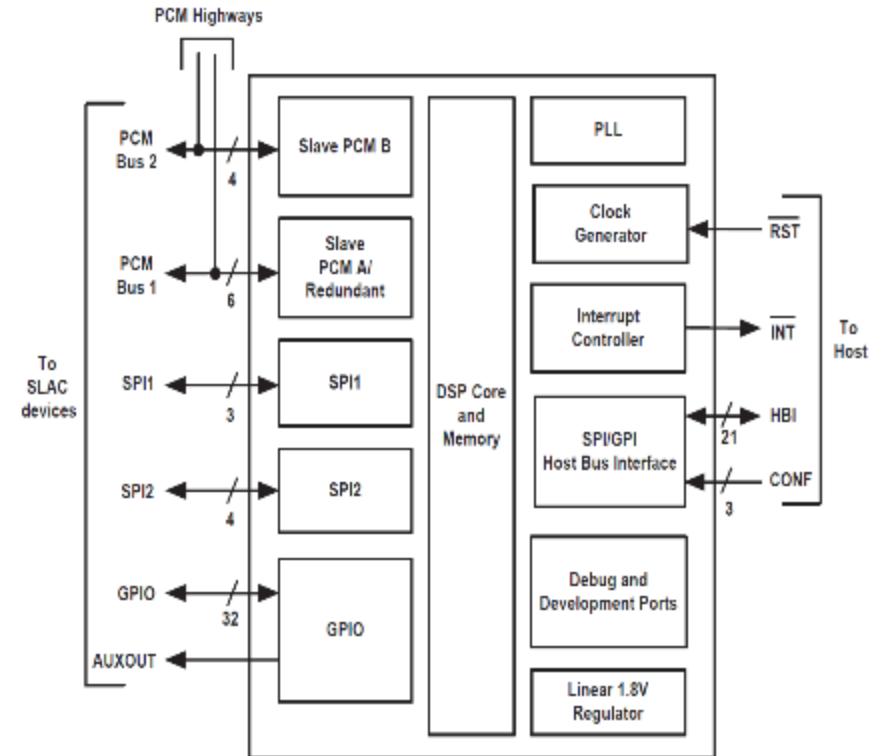 PCM Highways
PCM
Bus 2
4
Slave PCM B
PCM
Bus 1
6
Slave
PCM A/
Redundant
To
SLAC
devices
SPI1
3
SPI1
SPI2
4
SPI2
GPIO
32
GPIO
AUXOUT
DSP Core
and
Memory
PLL
Clock
Generator
RST
Interrupt
Controller
INT
To
Host
SPI/GPI
Host Bus Interface
HBI
21
CONF
3
Debug and
Development Ports
Linear 1.8V
Regulator